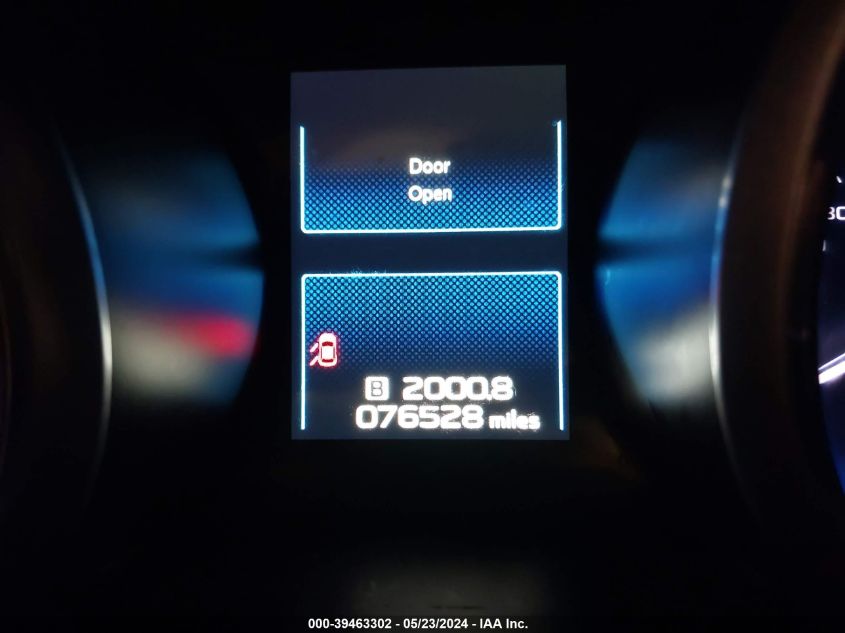 Door
Open
B 2000.8
076528 miles
000-39463302 - 05/23/2024 - IAA Inc.